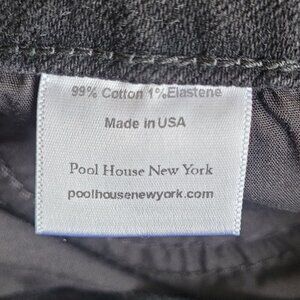 99% Cotton 1% Elastene
Made in USA
Pool House New York
poolhousenewyork.com